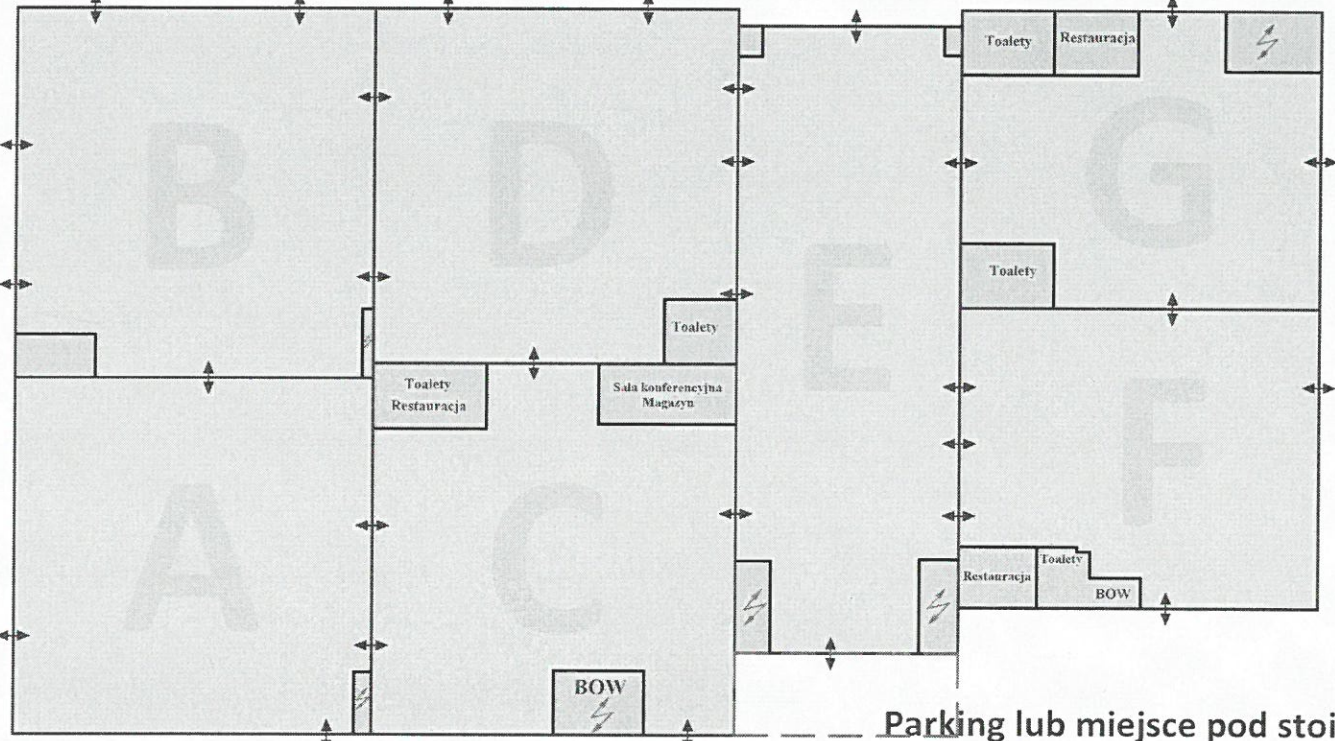 Toalety
Restauracja
B
D
G
E
Toalety
Toalety
Toalety
Restauracja
Sala konferencyjna
Magazyn
F
A
C
Restauracja
Toalety
BOW
BOW
Parking lub miejsce pod stoi